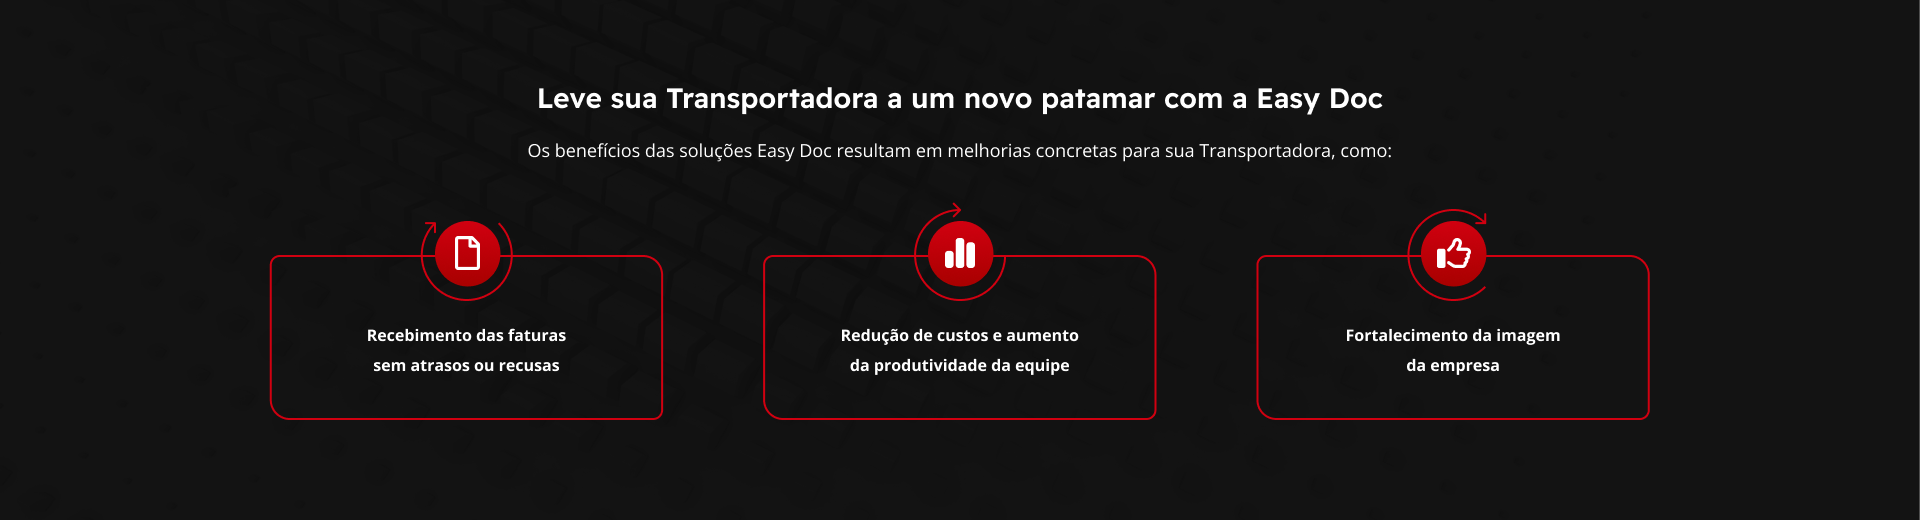 Leve sua Transportadora a um novo patamar com a Easy Doc
Os benefícios das soluções Easy Doc resultam em melhorias concretas para sua Transportadora, como:
Recebimento das faturas
sem atrasos ou recusas
Redução de custos e aumento
da produtividade da equipe
Fortalecimento da imagem
da empresa